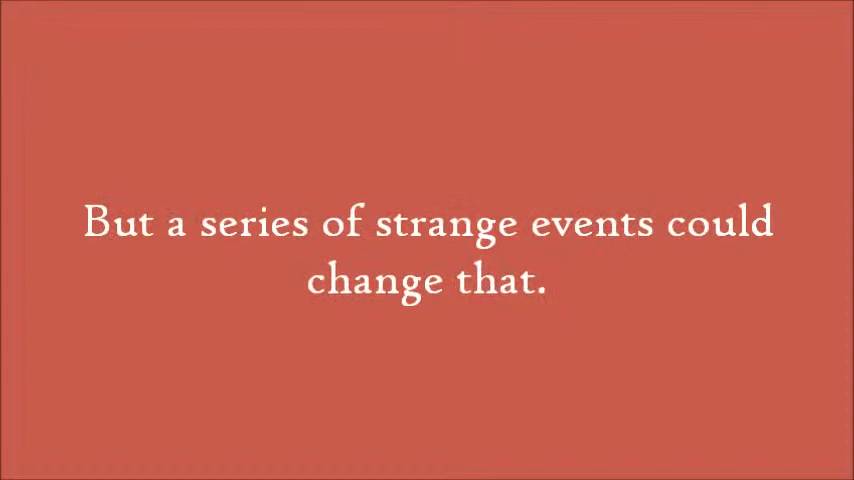 But a series of strange events could
change that.